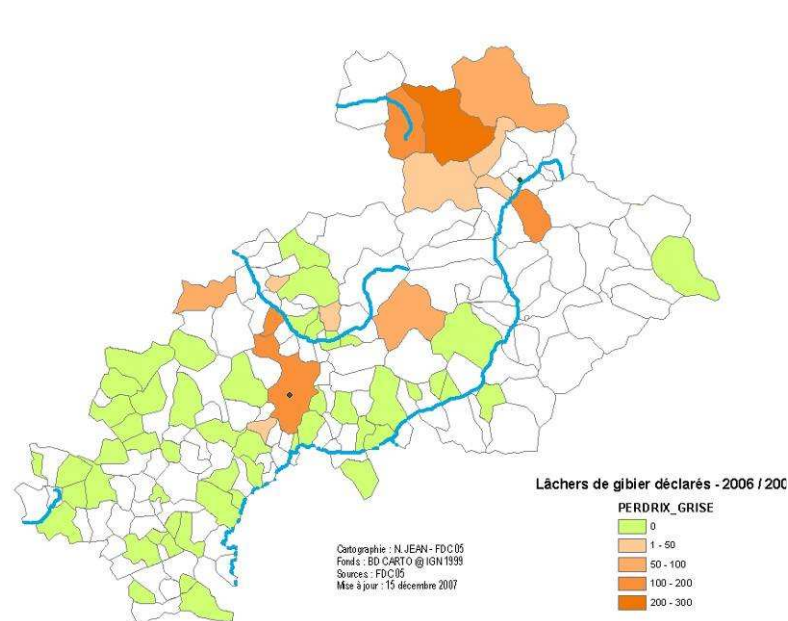 Lâchers de gibier déclarés - 2006 / 200
PERDRIX_GRISE
0
1 - 50
50 - 100
100 - 200
200 - 300
Cartographie : N. JEAN - FDC 05
Fonds : BD CARTO @ IGN 1999
Sources : FDC 05
Mise à jour : 15 décembre 2007